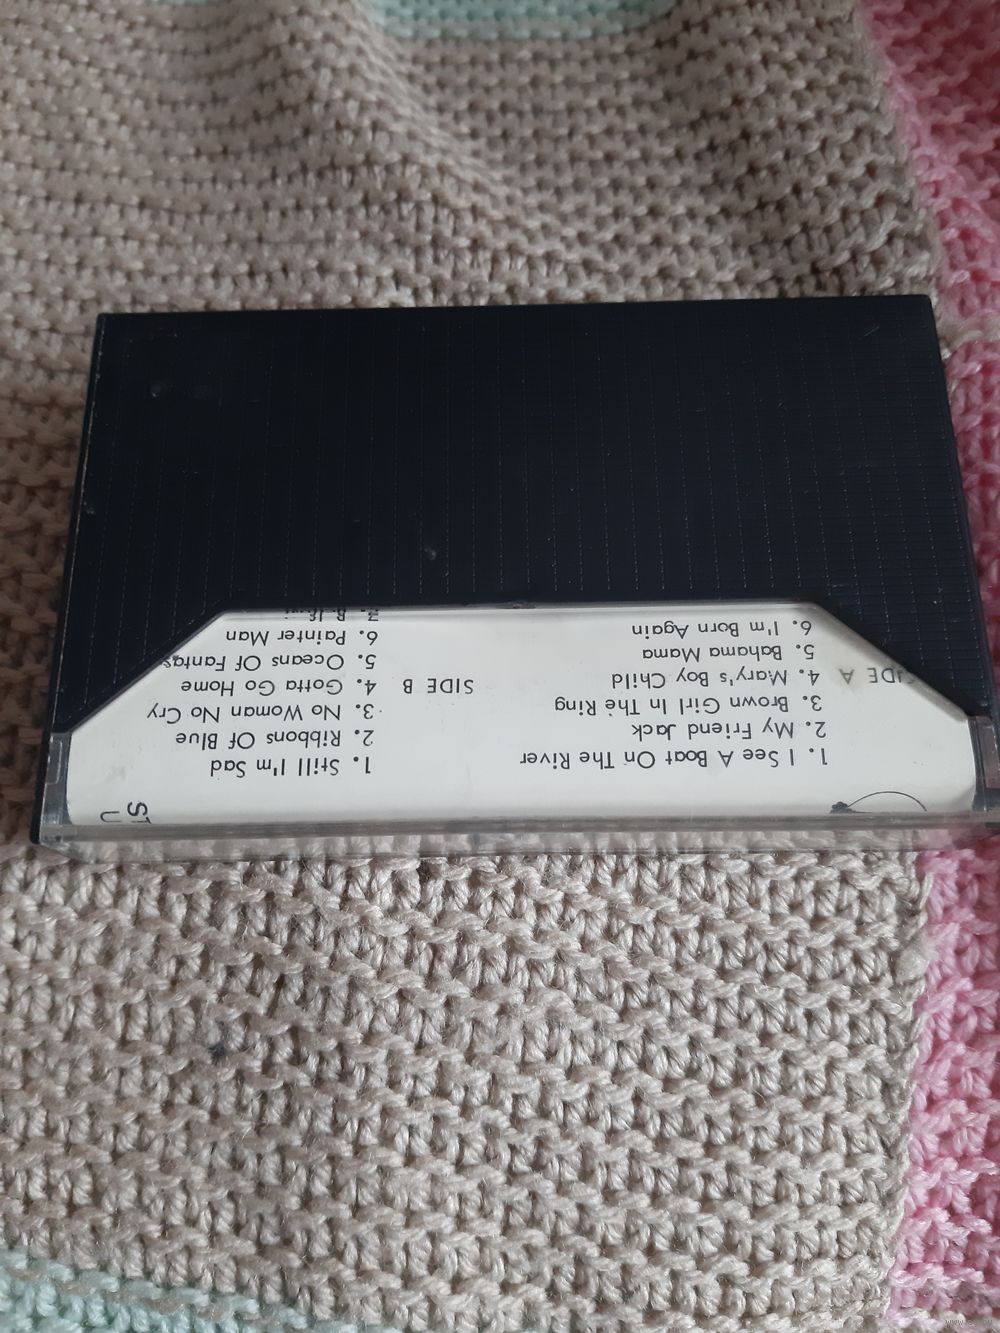 SIDE A
1. I See A Boat On The River
2. My Friend Jack
3. Brown Girl In The Ring
4. Mary's Boy Child
5. Bahama Mama
6. I'm Born Again
SIDE B
1. Still I'm Sad
2. Ribbons Of Blue
3. No Woman No Cry
4. Gotta Go Home
5. Oceans Of Fantas
6. Painter Man
7.